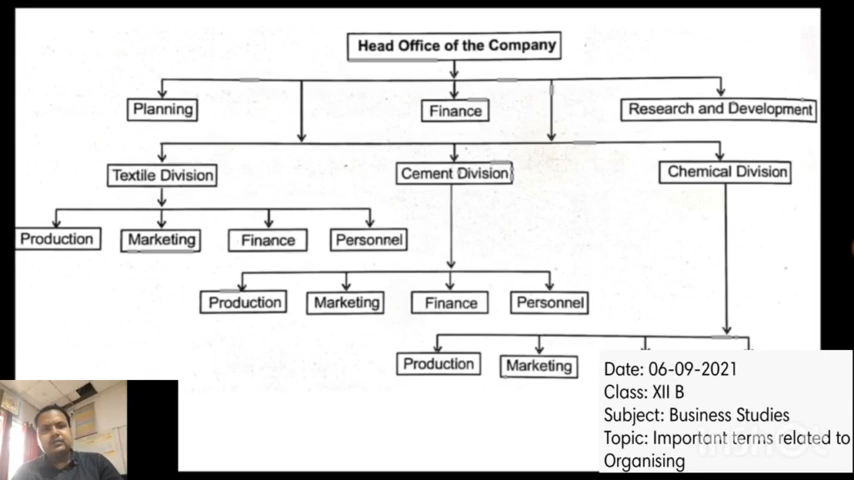 Head Office of the Company
Planning
Finance
Research and Development
Textile Division
Cement Division
Chemical Division
Production
Marketing
Finance
Personnel
Production
Marketing
Finance
Personnel
Production
Marketing
Date: 06-09-2021
Class: XII B
Subject: Business Studies
Topic: Important terms related to
Organising
InShOt